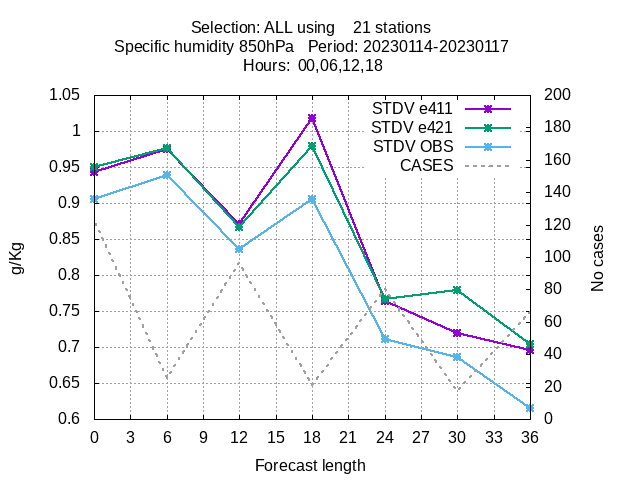 Selection: ALL using 21 stations
Specific humidity 850hPa Period: 20230114-20230117
Hours: 00,06,12,18
1.05
1
0.95
0.9
0.85
0.8
0.75
0.7
0.65
0.6
g/Kg
STDV e411
STDV e421
STDV OBS
CASES
200
180
160
140
120
100
80
60
40
20
0
No cases
0 3 6 9 12 15 18 21 24 27 30 33 36
Forecast length